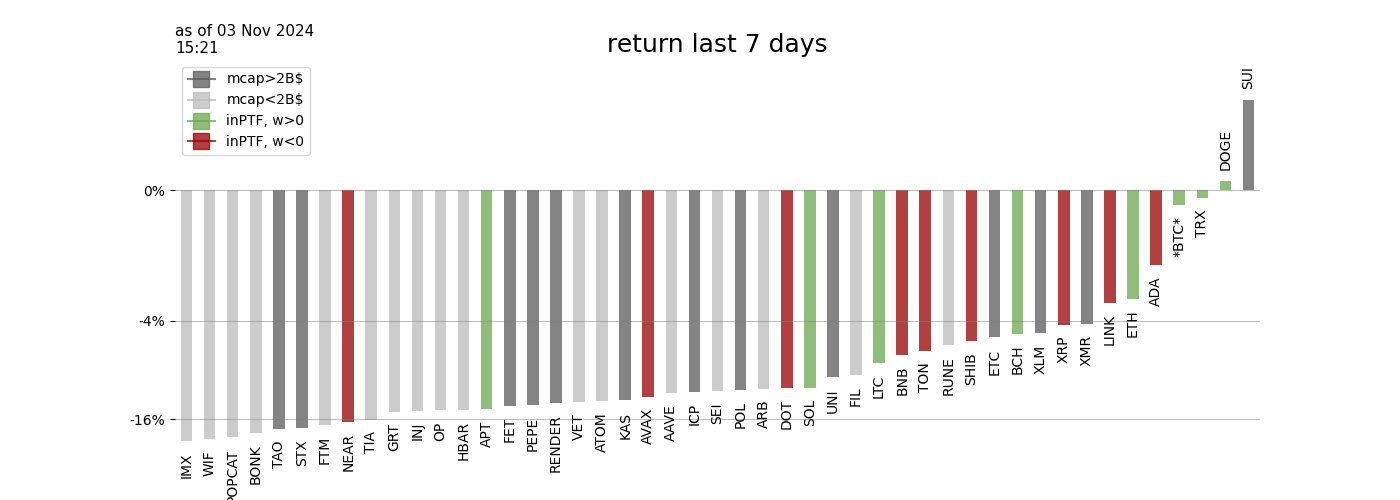 as of 03 Nov 2024
15:21
return last 7 days
mcap>2B$
mcap<2B$
inPTF, w>0
inPTF, w<0
0%
-4%
-16%
IMX
WIF
POPCAT
BONK
TAO
STX
FTM
NEAR
TIA
GRT
INJ
OP
HBAR
APT
FET
PEPE
RENDER
VET
ATOM
KAS
AVAX
AAVE
ICP
SEI
POL
ARB
DOT
SOL
UNI
FIL
LTC
BNB
TON
RUNE
SHIB
ETC
BCH
XLM
XRP
XMR
LINK
ETH
ADA
*BTC*
TRX
DOGE
SUI